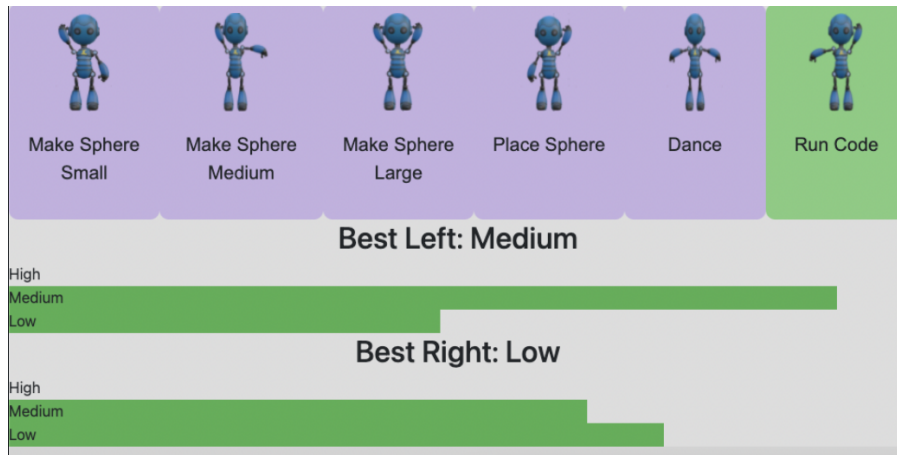 Make Sphere Small
Make Sphere Medium
Make Sphere Large
Place Sphere
Dance
Run Code
Best Left: Medium
High
Medium
Low
Best Right: Low
High
Medium
Low